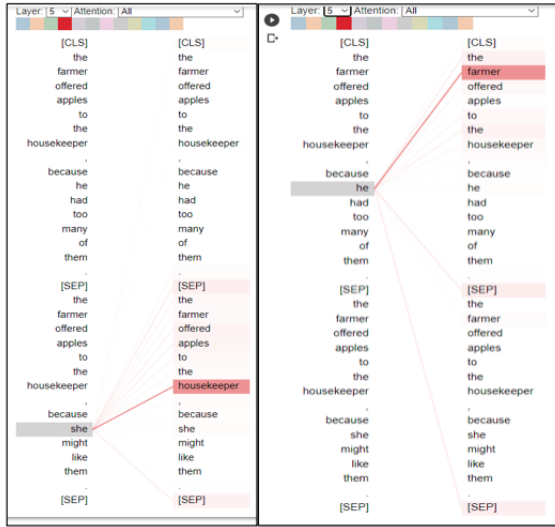 Layer: 5 Attention: All
[CLS] [CLS]
the the
farmer farmer
offered offered
apples apples
to to
the the
housekeeper housekeeper
, ,
because because
he he
had had
too too
many many
of of
them them
. .
[SEP] [SEP]
the the
farmer farmer
offered offered
apples apples
to to
the the
housekeeper housekeeper
, ,
because because
she she
might might
like like
them them
. .
[SEP] [SEP]
Layer: 5 Attention: All
[CLS] [CLS]
the the
farmer farmer
offered offered
apples apples
to to
the the
housekeeper housekeeper
, ,
because because
he he
had had
too too
many many
of of
them them
. .
[SEP] [SEP]
the the
farmer farmer
offered offered
apples apples
to to
the the
housekeeper housekeeper
, ,
because because
she she
might might
like like
them them
. .
[SEP] [SEP]